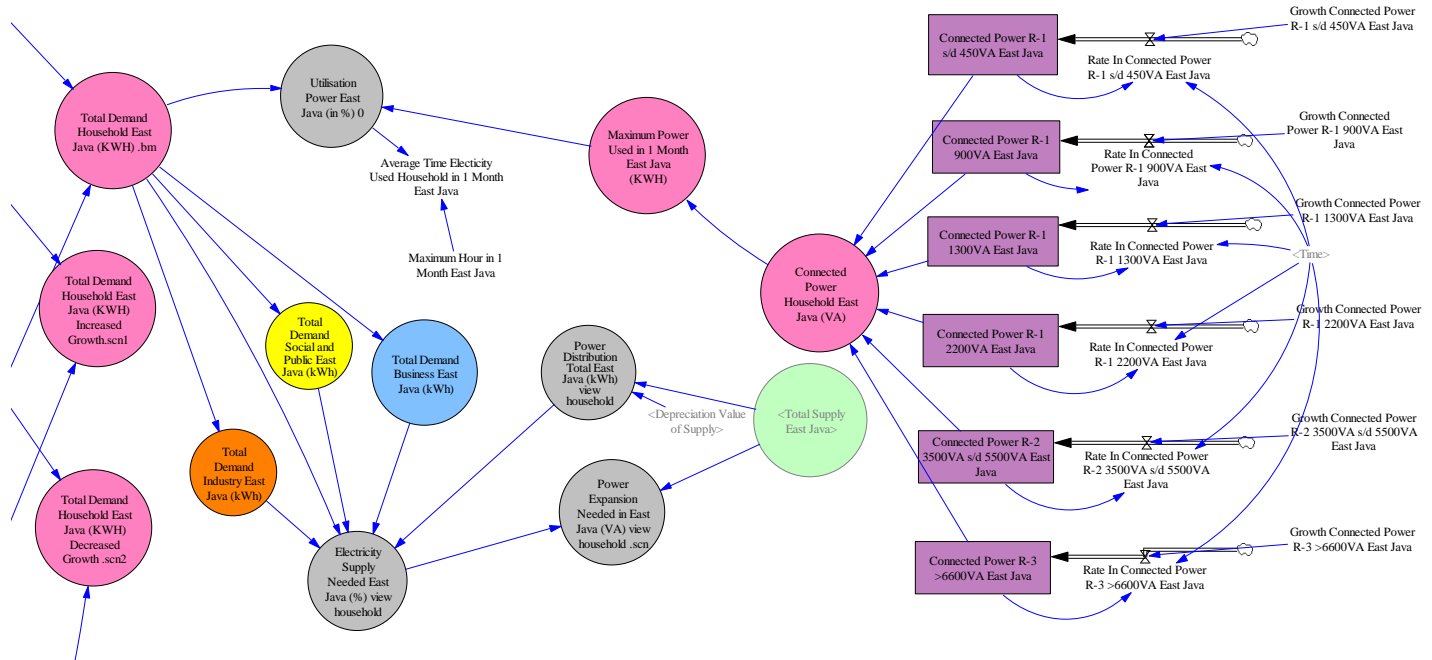 Total Demand
Household East
Java (KWH) .bm
Utilisation
Power East
Java (in %) 0
Average Time Electricity
Used Household in 1 Month
East Java
Maximum Hour in 1
Month East Java
Maximum Power
Used in 1 Month
East Java
(KWH)
Total Demand
Household East
Java (KWH)
Increased
Growth.scn1
Total Demand
Household East
Java (KWH)
Decreased
Growth .scn2
Total
Demand
Social and
Public East
Java (kWh)
Total Demand
Business East
Java (kWh)
Total
Demand
Industry East
Java (kWh)
Electricity
Supply
Needed East
Java (%) view
household
Power
Distribution
Total East
Java (kWh)
view
household
<Depreciation Value
of Supply>
<Total Supply
East Java>
Power
Expansion
Needed in East
Java (VA) view
household .scn
Connected
Power
Household East
Java (VA)
Connected Power R-1
s/d 450VA East Java
Rate In Connected Power
R-1 s/d 450VA East Java
Growth Connected Power
R-1 s/d 450VA East Java
Connected Power R-1
900VA East Java
Rate In Connected
Power R-1 900VA East
Java
Growth Connected
Power R-1 900VA East
Java
Connected Power R-1
1300VA East Java
Rate In Connected Power
R-1 1300VA East Java
Growth Connected Power
R-1 1300VA East Java
<Time>
Connected Power R-1
2200VA East Java
Rate In Connected Power
R-1 2200VA East Java
Growth Connected Power
R-1 2200VA East Java
Connected Power R-2
3500VA s/d 5500VA East
Java
Rate In Connected Power
R-2 3500VA s/d 5500VA
East Java
Growth Connected Power
R-2 3500VA s/d 5500VA
East Java
Connected Power R-3
>6600VA East Java
Rate In Connected Power
R-3 >6600VA East Java
Growth Connected Power
R-3 >6600VA East Java